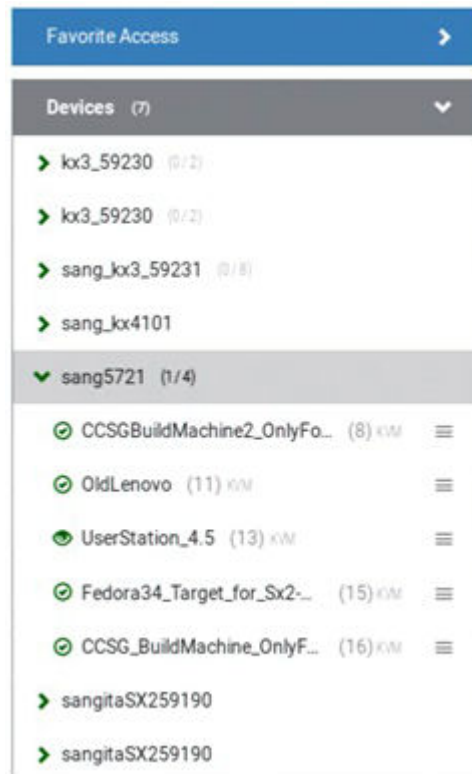 Favorite Access
Devices (7)
kx3_59230 (0/2)
kx3_59230 (0/2)
sang_kx3_59231 (0/8)
sang_kx4101
sang5721 (1/4)
CCSGBuildMachine2_OnlyFo... (8) KVM
OldLenovo (11) KVM
UserStation_4.5 (13) KVM
Fedora34_Target_for_Sx2-... (15) KVM
CCSG_BuildMachine_OnlyF... (16) KVM
sangitaSX259190
sangitaSX259190